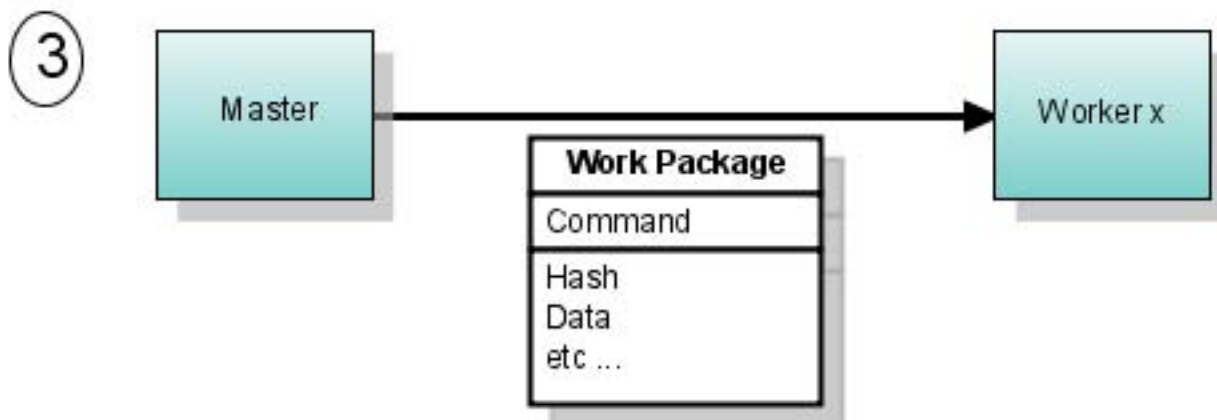 3
Master
Worker x
Work Package
Command
Hash
Data
etc ...